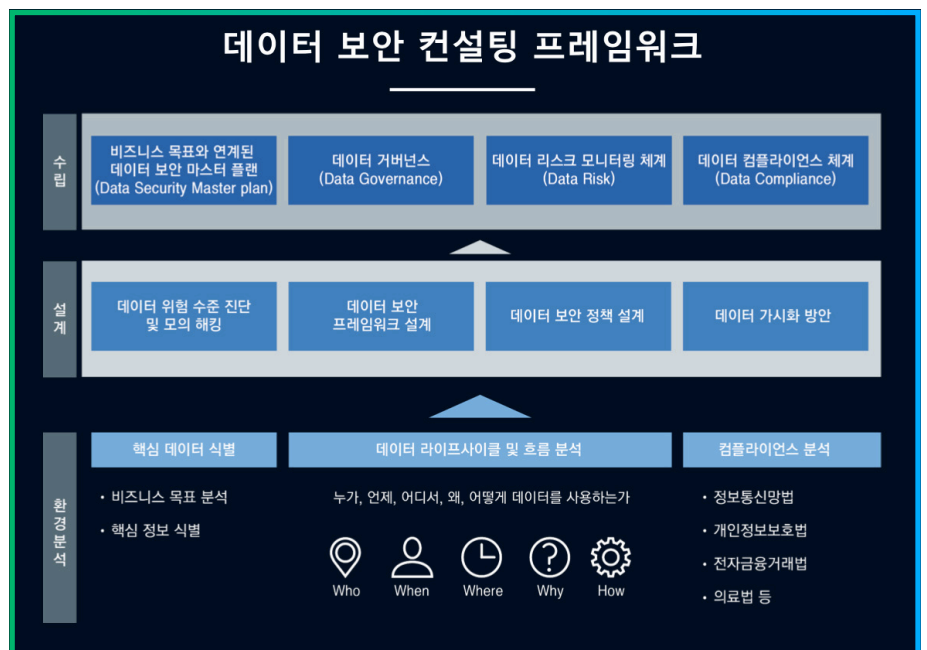 데이터 보안 컨설팅 프레임워크
수립
비즈니스 목표와 연계된
데이터 보안 마스터 플랜
(Data Security Master plan)
데이터 거버넌스
(Data Governance)
데이터 리스크 모니터링 체계
(Data Risk)
데이터 컴플라이언스 체계
(Data Compliance)
설계
데이터 위험 수준 진단
및 모의 해킹
데이터 보안
프레임워크 설계
데이터 보안 정책 설계
데이터 가시화 방안
환경분석
핵심 데이터 식별
• 비즈니스 목표 분석
• 핵심 정보 식별
데이터 라이프사이클 및 흐름 분석
누가, 언제, 어디서, 왜, 어떻게 데이터를 사용하는가
Who
When
Where
Why
How
컴플라이언스 분석
• 정보통신망법
• 개인정보보호법
• 전자금융거래법
• 의료법 등